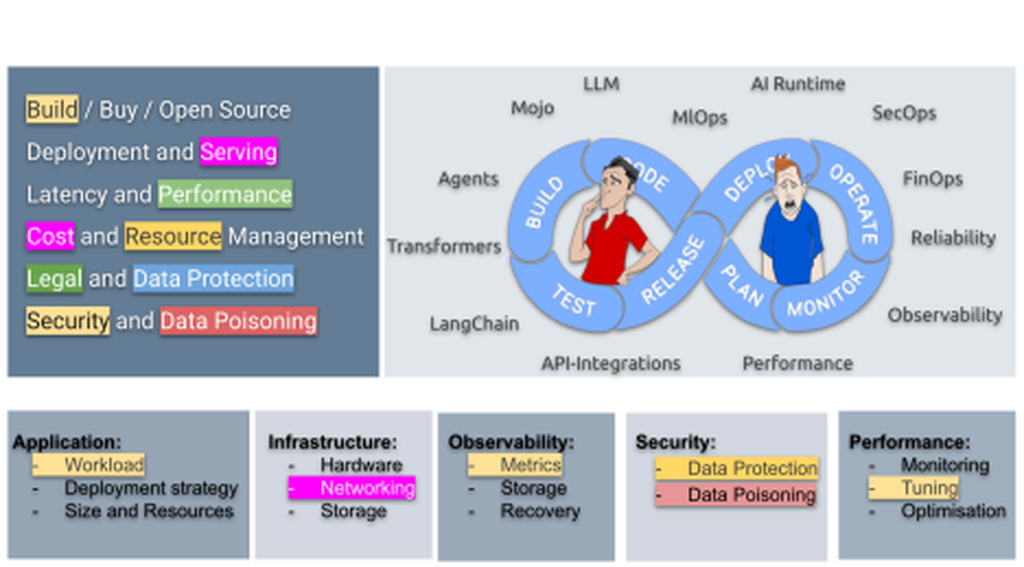 Build / Buy / Open Source
Deployment and Serving
Latency and Performance
Cost and Resource Management
Legal and Data Protection
Security and Data Poisoning
LLM
AI Runtime
Mojo
MlOps
SecOps
Agents
FinOps
Transformers
Reliability
LangChain
Observability
API-Integrations
Performance
BUILD
TEST
RELEASE
OPERATE
PLAN
MONITOR
Application:
- Workload
- Deployment strategy
- Size and Resources
Infrastructure:
- Hardware
- Networking
- Storage
Observability:
- Metrics
- Storage
- Recovery
Security:
- Data Protection
- Data Poisoning
Performance:
- Monitoring
- Tuning
- Optimisation